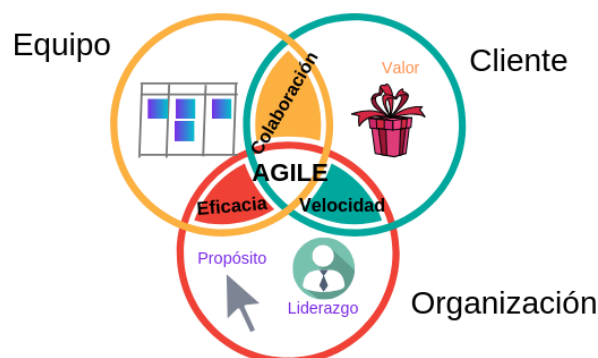 Equipo
Cliente
Valor
Colaboración
AGILE
Eficacia
Velocidad
Propósito
Liderazgo
Organización